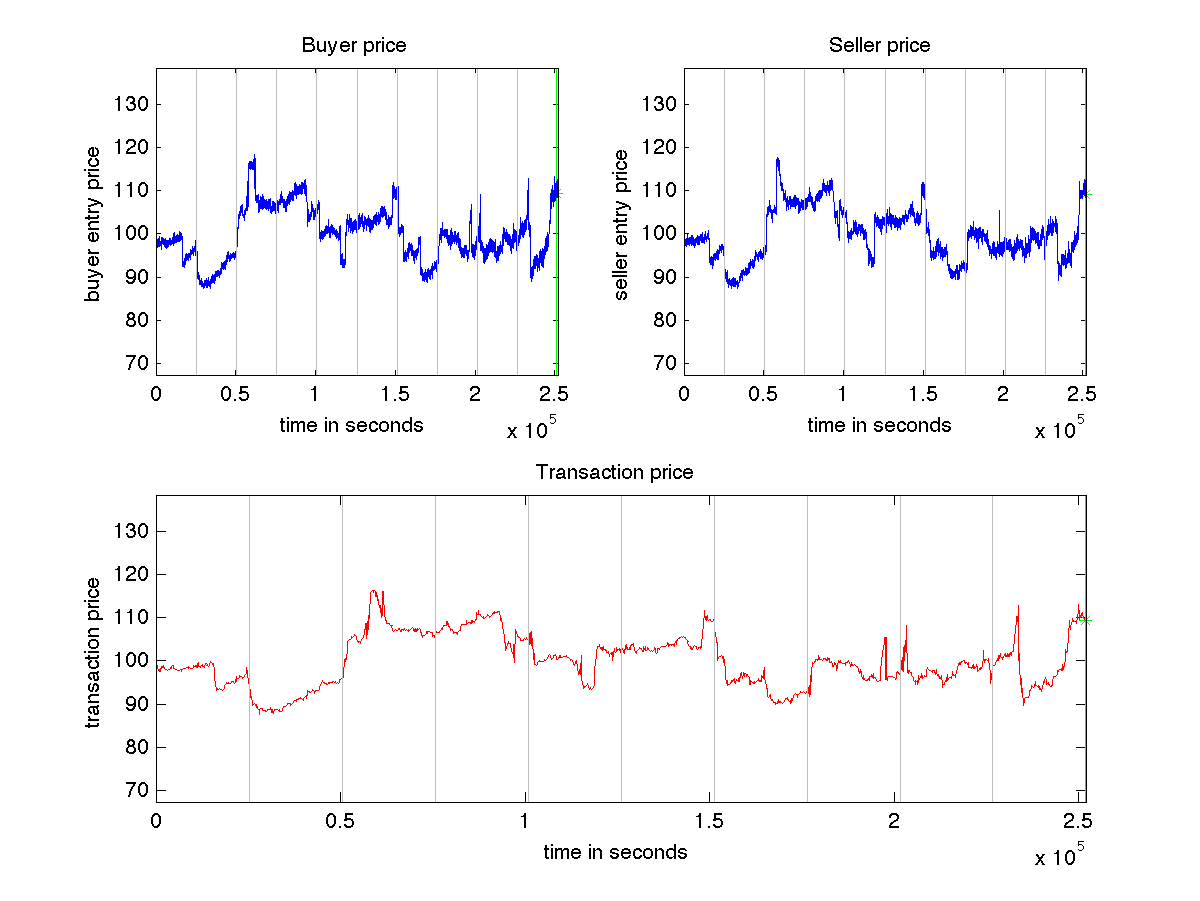 Buyer price
Seller price
buyer entry price
130
120
110
100
90
80
70
0 0.5 1 1.5 2 2.5
time in seconds
x 10^5
seller entry price
130
120
110
100
90
80
70
0 0.5 1 1.5 2 2.5
time in seconds
x 10^5
Transaction price
transaction price
130
120
110
100
90
80
70
0 0.5 1 1.5 2 2.5
time in seconds
x 10^5